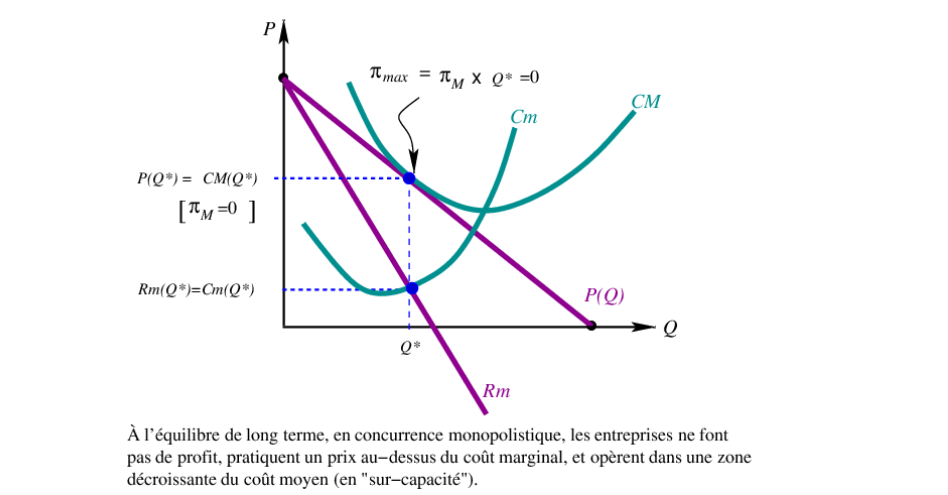 P
π_max = π_M x Q* =0
CM
Cm
P(Q*) = CM(Q*)
[π_M =0 ]
Rm(Q*)=Cm(Q*)
P(Q)
Q
Q*
Rm
À l'équilibre de long terme, en concurrence monopolistique, les entreprises ne font
pas de profit, pratiquent un prix au−dessus du coût marginal, et opèrent dans une zone
décroissante du coût moyen (en "sur−capacité").